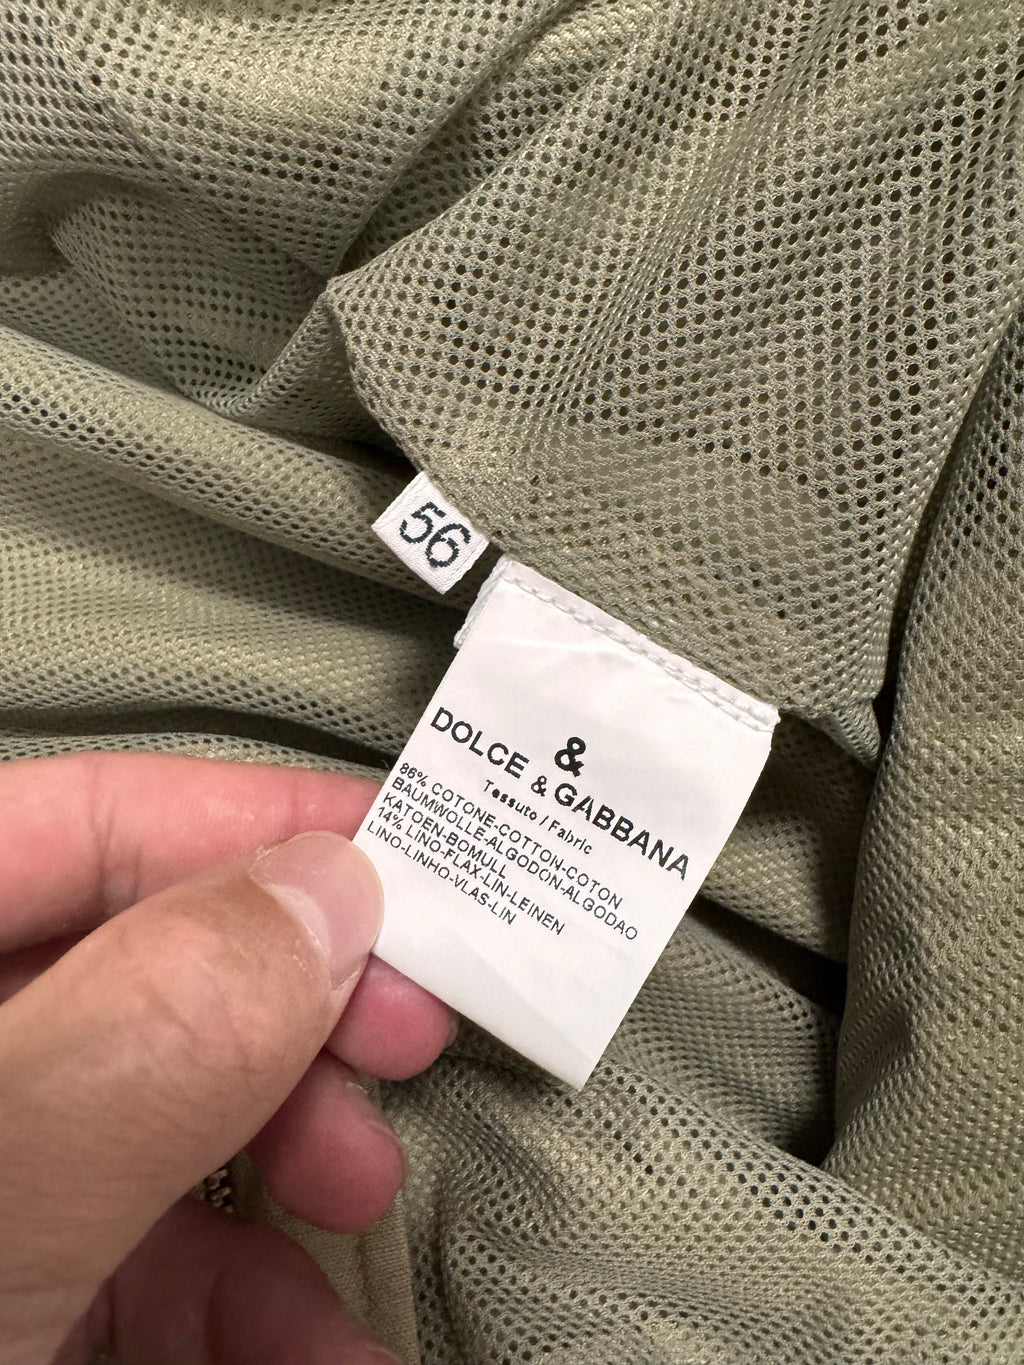 56
&
DOLCE & GABBANA
Tessuto / Fabric
86% COTONE-COTTON-COTON
BAUMWOLLE-ALGODON-ALGODAO
KATOEN-BOMULL
14% LINO-FLAX-LIN-LEINEN
LINO-LINHO-VLAS-LIN